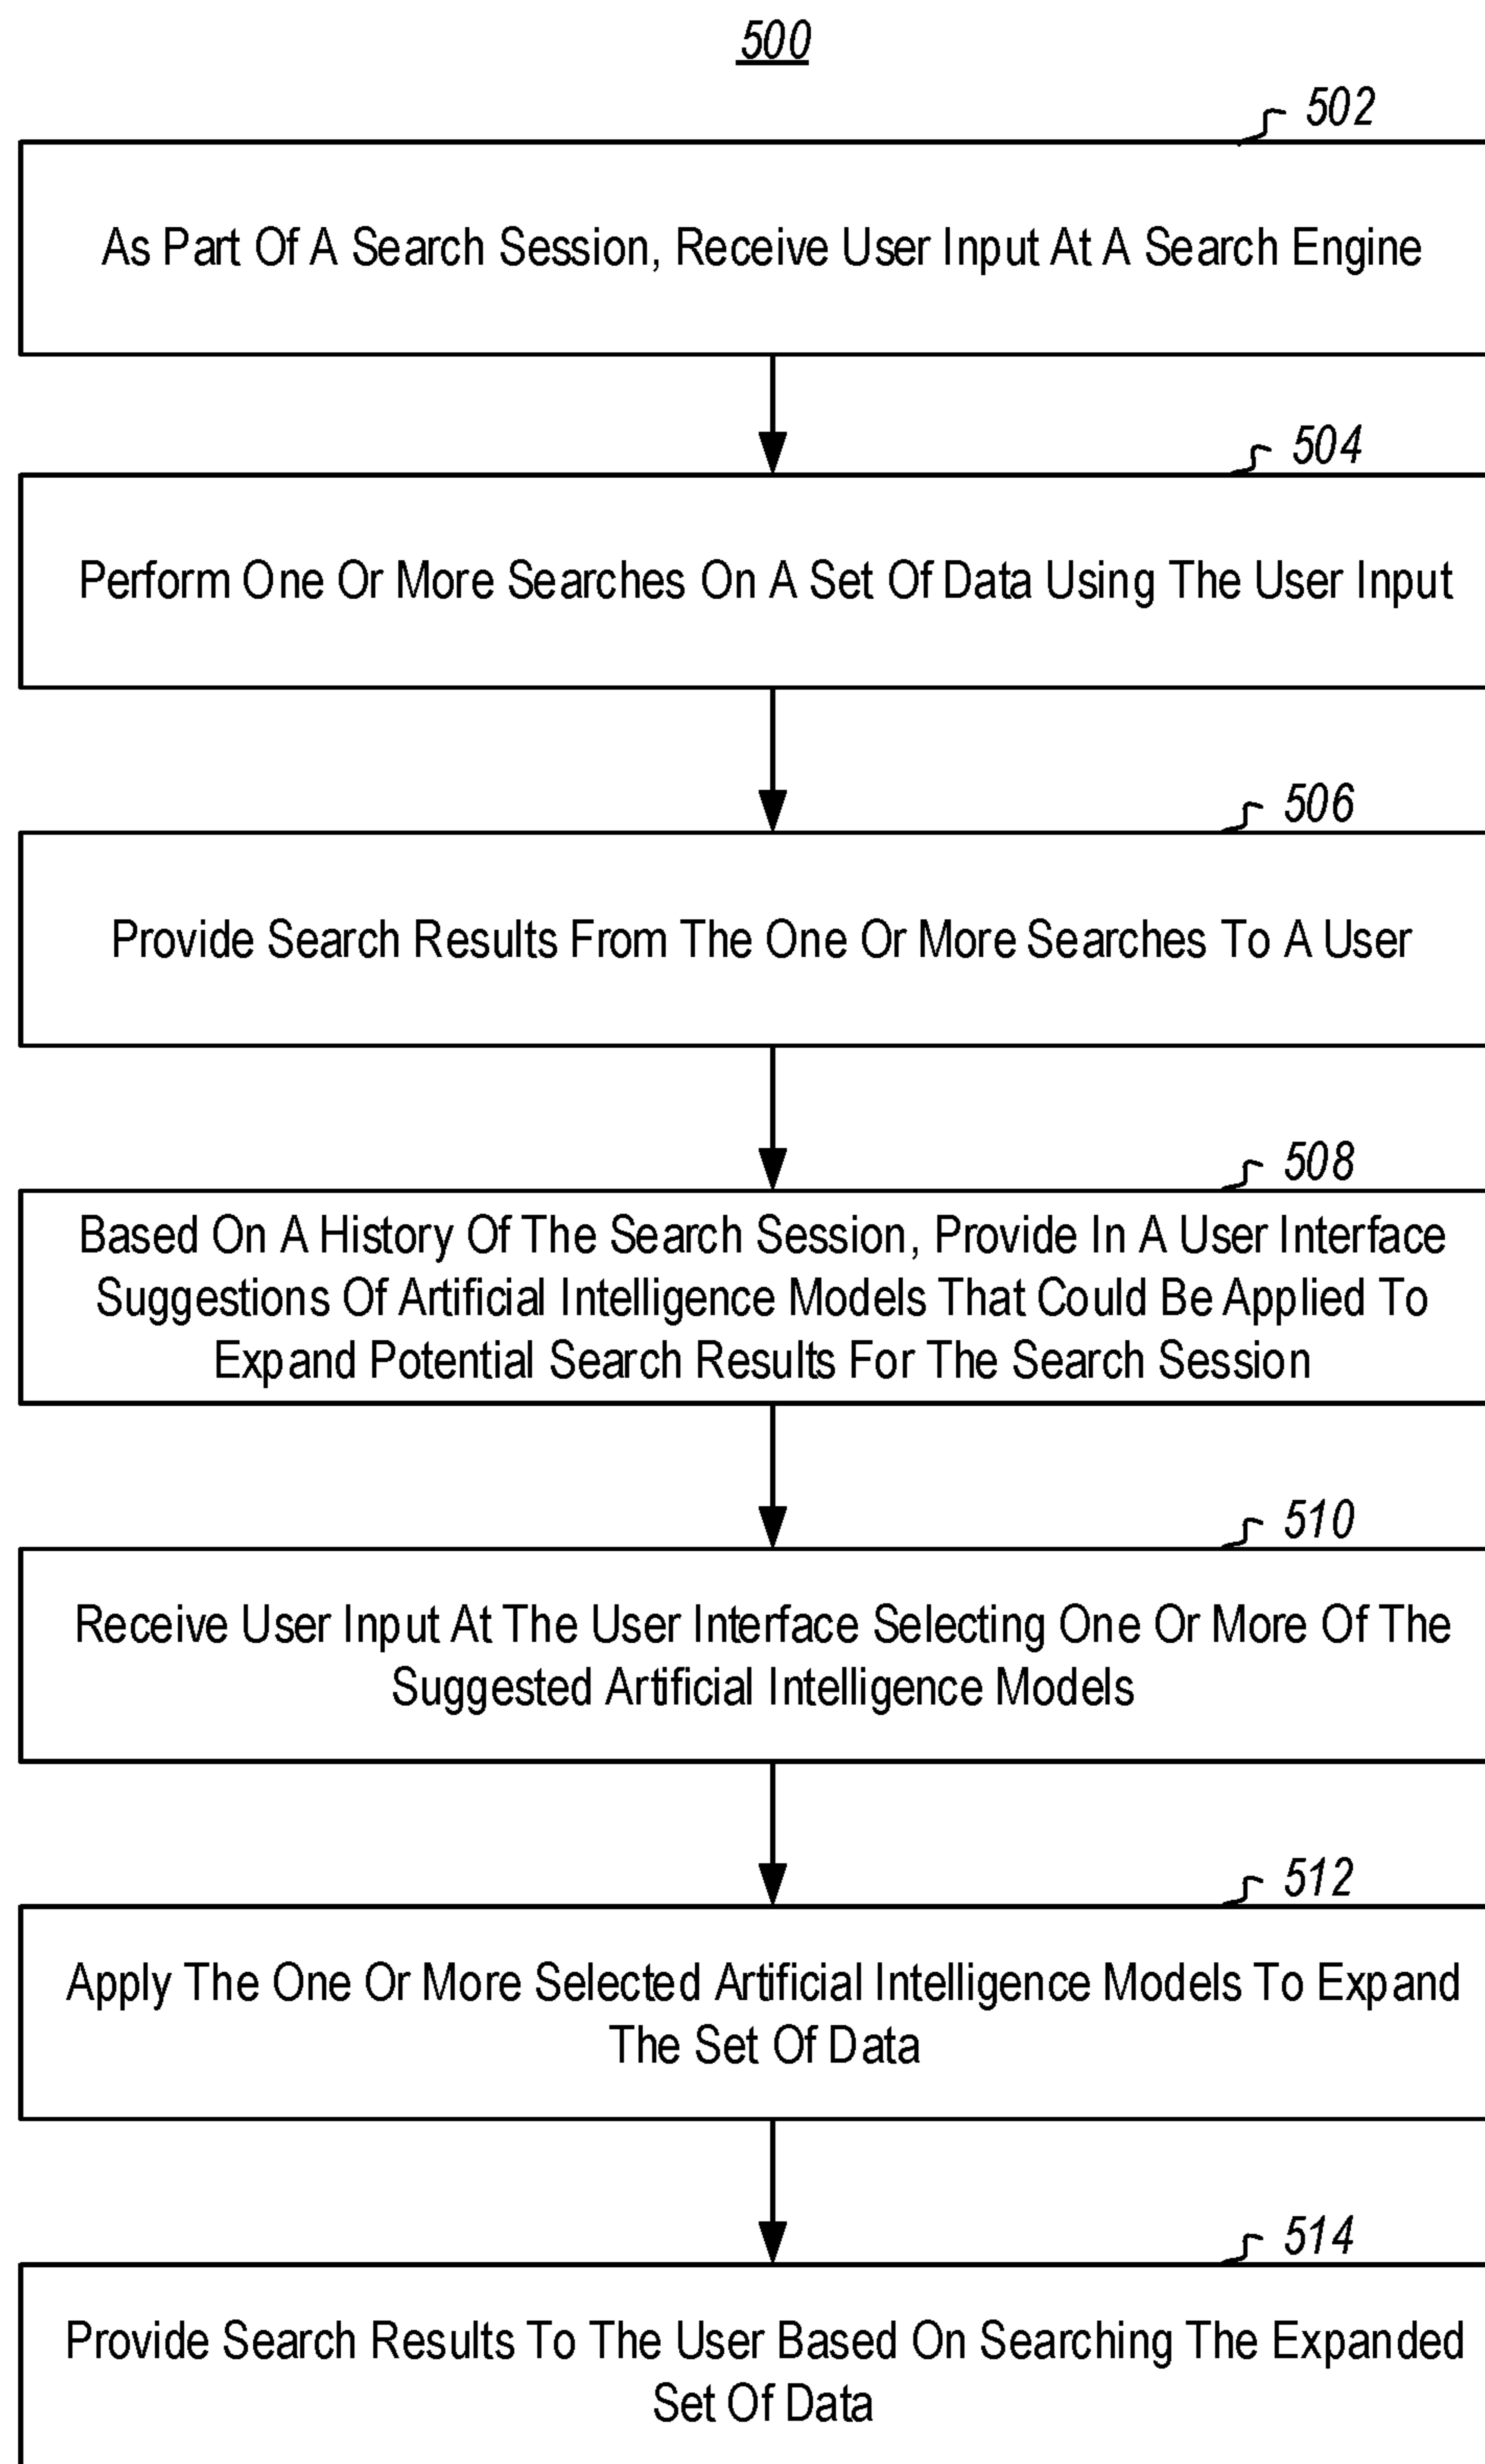 500
502
As Part Of A Search Session, Receive User Input At A Search Engine
504
Perform One Or More Searches On A Set Of Data Using The User Input
506
Provide Search Results From The One Or More Searches To A User
508
Based On A History Of The Search Session, Provide In A User Interface
Suggestions Of Artificial Intelligence Models That Could Be Applied To
Expand Potential Search Results For The Search Session
510
Receive User Input At The User Interface Selecting One Or More Of The
Suggested Artificial Intelligence Models
512
Apply The One Or More Selected Artificial Intelligence Models To Expand
The Set Of Data
514
Provide Search Results To The User Based On Searching The Expanded
Set Of Data